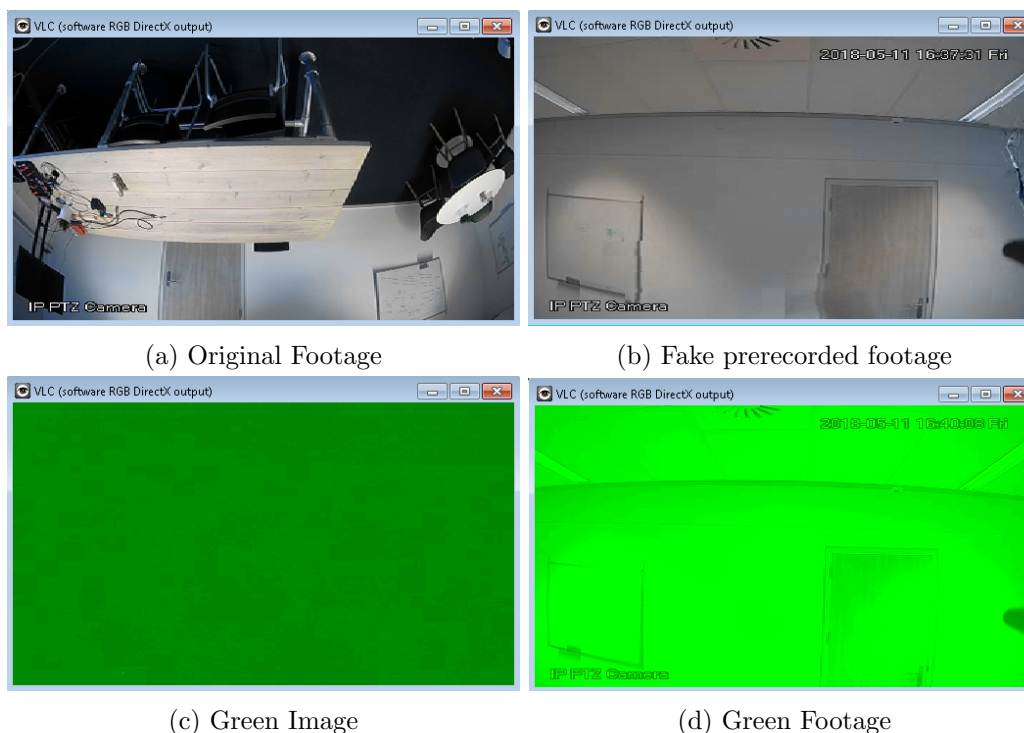 VLC (software RGB DirectX output)
VLC (software RGB DirectX output)
2018-05-11 16:37:31 Fri
IP PTZ Camera
IP PTZ Camera
(a) Original Footage
(b) Fake prerecorded footage
VLC (software RGB DirectX output)
VLC (software RGB DirectX output)
2018-05-11 16:40:08 Fri
IP PTZ Camera
(c) Green Image
(d) Green Footage